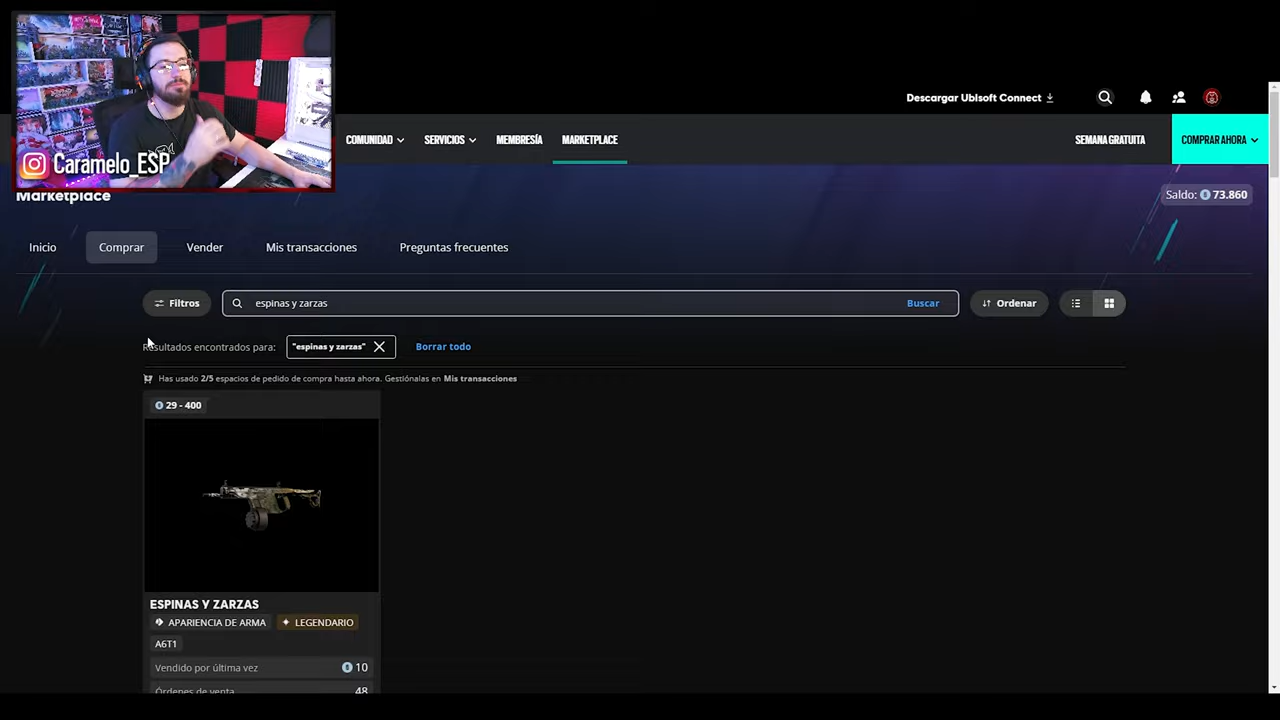 Caramelo_ESP
Descargar Ubisoft Connect
COMUNIDAD
SERVICIOS
MEMBRESÍA
MARKETPLACE
SEMANA GRATUITA
COMPRAR AHORA
Marketplace
Saldo: 73.860
Inicio
Comprar
Vender
Mis transacciones
Preguntas frecuentes
Filtros
espinas y zarzas
Buscar
Ordenar
Resultados encontrados para:
"espinas y zarzas"
Borrar todo
Has usado 2/5 espacios de pedido de compra hasta ahora. Gestiónalas en Mis transacciones
29 - 400
ESPINAS Y ZARZAS
APARIENCIA DE ARMA
LEGENDARIO
A6T1
Vendido por última vez
10
Órdenes de venta
48